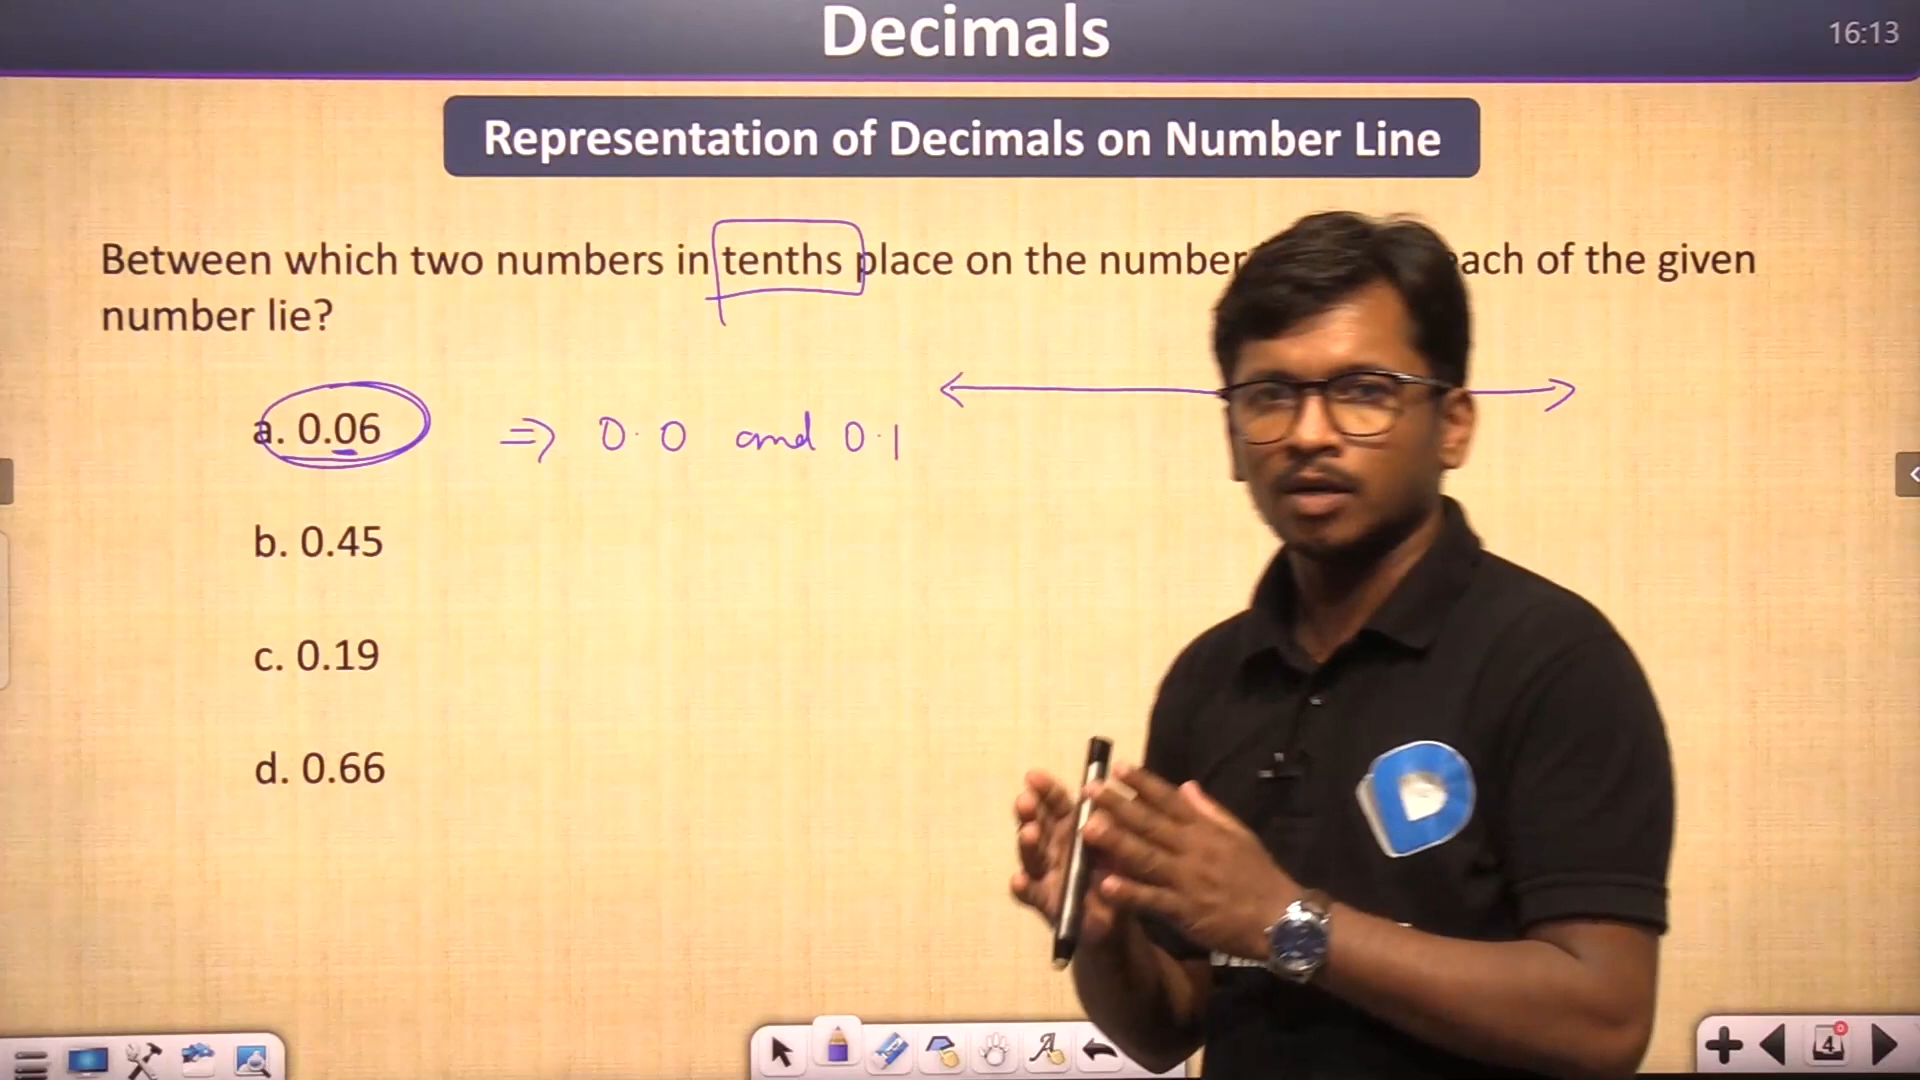 Decimals
16:13
Representation of Decimals on Number Line
Between which two numbers in tenths place on the number ach of the given
number lie?
a. 0.06 ⇒ 0.0 and 0.1
b. 0.45
c. 0.19
d. 0.66
4
0